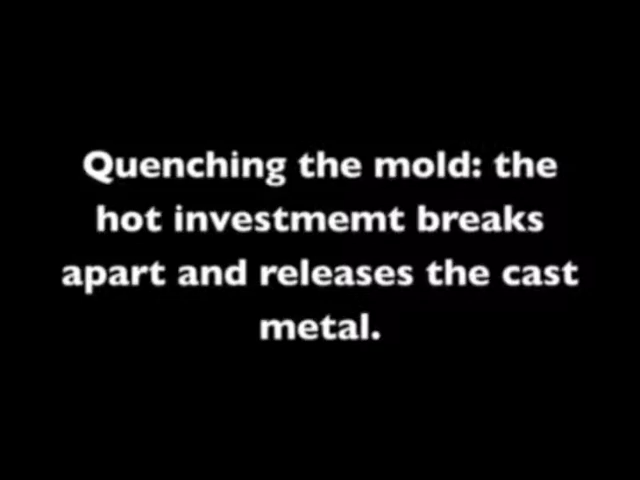 Quenching the mold: the
hot investmemt breaks
apart and releases the cast
metal.